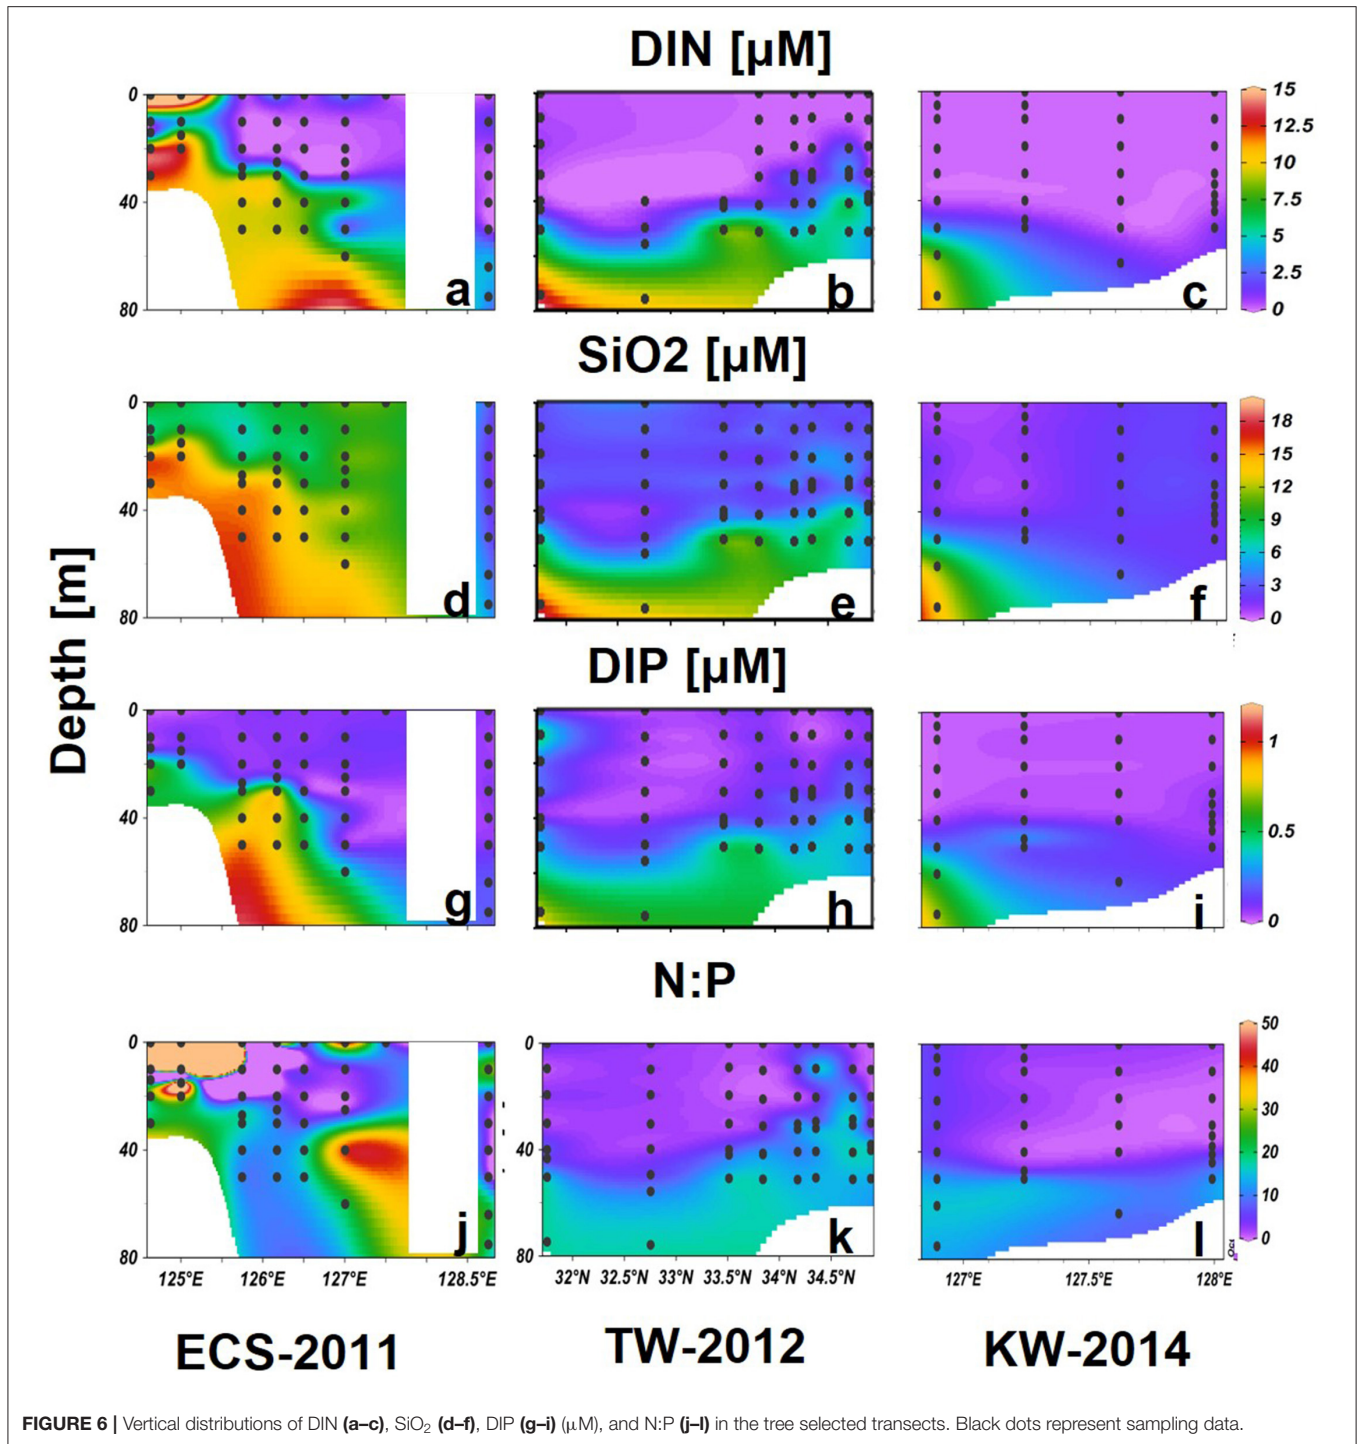 DIN [µM]
0
40
80
a
b
c
15
12.5
10
7.5
5
2.5
0
SiO2 [µM]
0
40
80
d
e
f
18
15
12
9
6
3
0
Depth [m]
DIP [µM]
0
40
80
g
h
i
1
0.5
0
N:P
0
40
80
j
0
20
40
60
80
k
l
50
40
30
20
10
0
125°E 126°E 127°E 128.5°E
32°N 32.5°N 33°N 33.5°N 34°N 34.5°N
127°E 127.5°E 128°E
ECS-2011
TW-2012
KW-2014
FIGURE 6 | Vertical distributions of DIN (a–c), SiO₂ (d–f), DIP (g–i) (µM), and N:P (j–l) in the tree selected transects. Black dots represent sampling data.